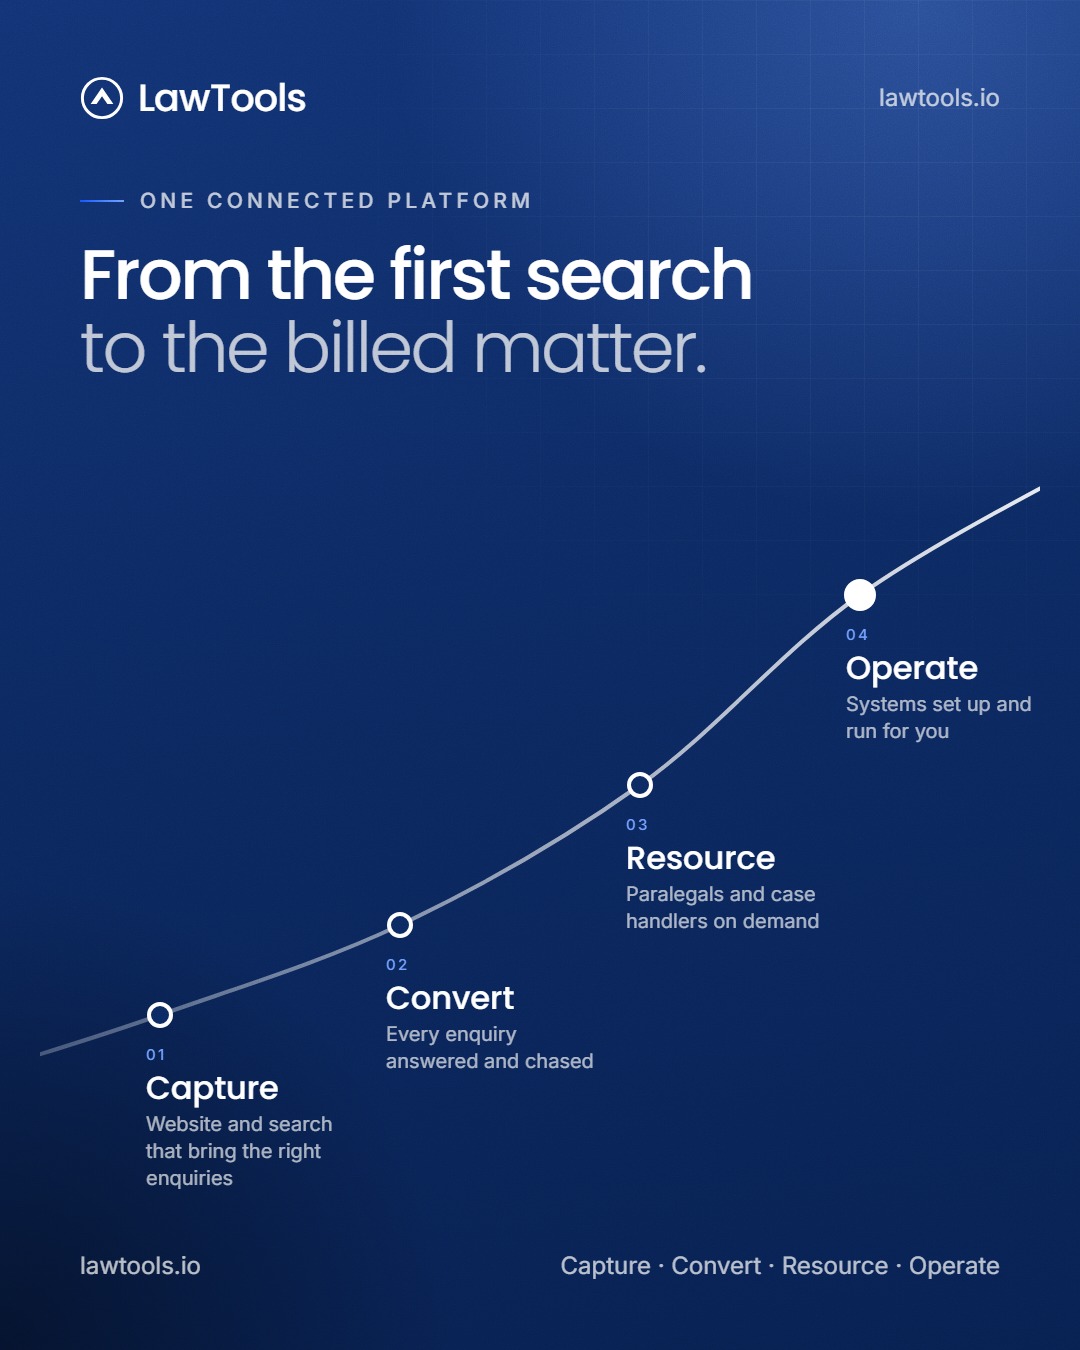 LawTools
lawtools.io
ONE CONNECTED PLATFORM
From the first search
to the billed matter.
04
Operate
Systems set up and
run for you
03
Resource
Paralegals and case
handlers on demand
02
Convert
Every enquiry
answered and chased
01
Capture
Website and search
that bring the right
enquiries
lawtools.io
Capture · Convert · Resource · Operate